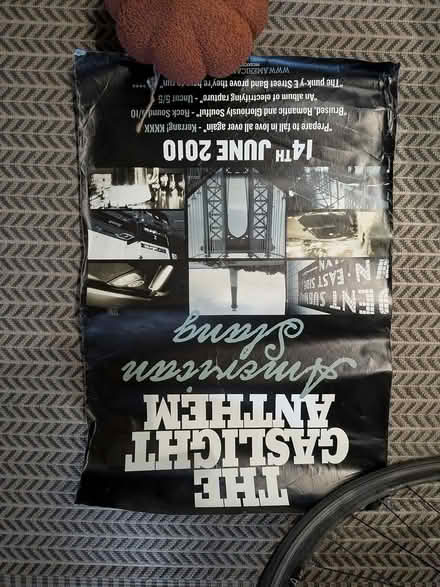 THE
GASLIGHT
ANTHEM
American
Slang
EAST SIDE
14TH JUNE 2010
"Prepare to fall in love all over again" - Kerrang! KKKK
"Bruised, Romantic and Gloriously Soulful" - Rock Sound
"An album of electrifying rapture" - Uncut 5/5
"The punk-y E Street Band prove they're
WWW.AMERICAN